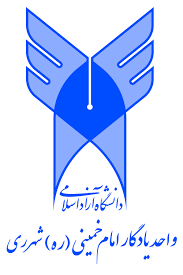 دانشگاه آزاد اسلامی
واحد یادگار امام خمینی (ره) شهرری